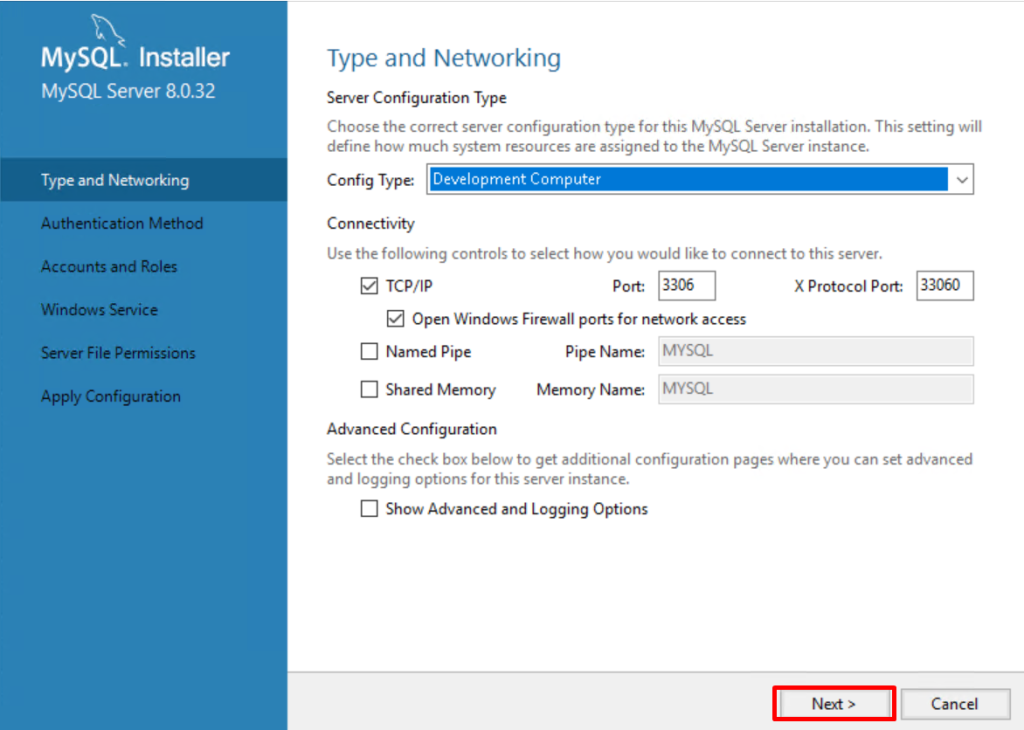 MySQL. Installer
MySQL Server 8.0.32
Type and Networking
Authentication Method
Accounts and Roles
Windows Service
Server File Permissions
Apply Configuration
Type and Networking
Server Configuration Type
Choose the correct server configuration type for this MySQL Server installation. This setting will
define how much system resources are assigned to the MySQL Server instance.
Config Type: Development Computer
Connectivity
Use the following controls to select how you would like to connect to this server.
TCP/IP Port: 3306 X Protocol Port: 33060
Open Windows Firewall ports for network access
Named Pipe Pipe Name: MYSQL
Shared Memory Memory Name: MYSQL
Advanced Configuration
Select the check box below to get additional configuration pages where you can set advanced
and logging options for this server instance.
Show Advanced and Logging Options
Next > Cancel